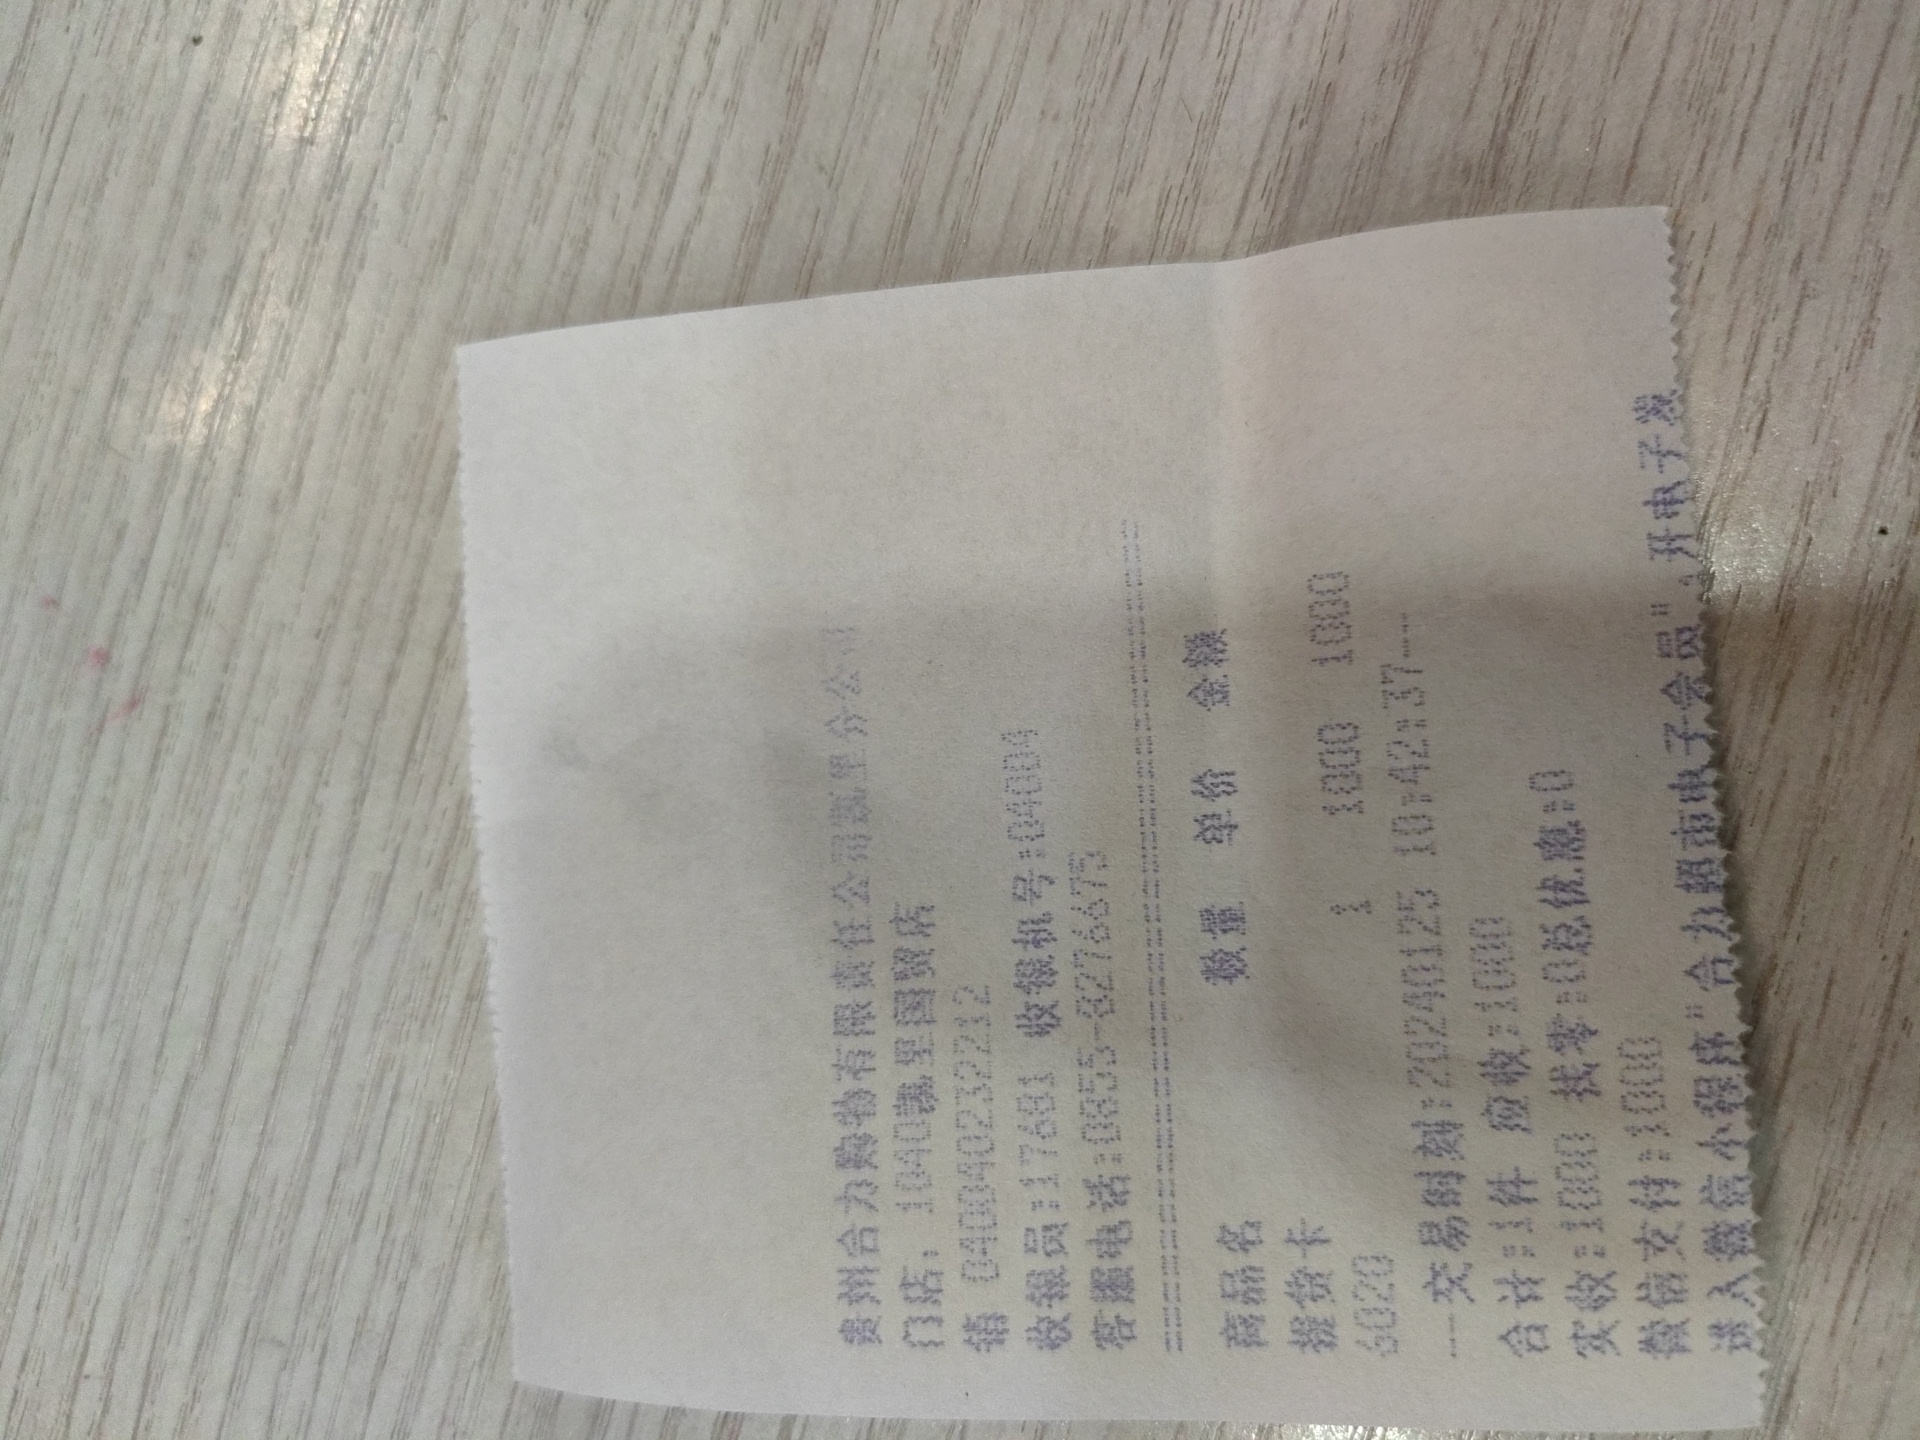 贵州合力购物有限责任公司凯里分公司
门店: 1040凯里国贸店
销 040040232212
收银员:17681 收银机号:04004
客服电话:0855-8276675
==========================================
商品名 数量 单价 金额
提货卡
6020 1 1000 1000
---交易时刻:20240125 10:42:37---
合计:1件 应收:1000
实收:1000 找零:0总优惠:0
微信支付:1000
进入微信小程序"合力超市电子会员",开电子发